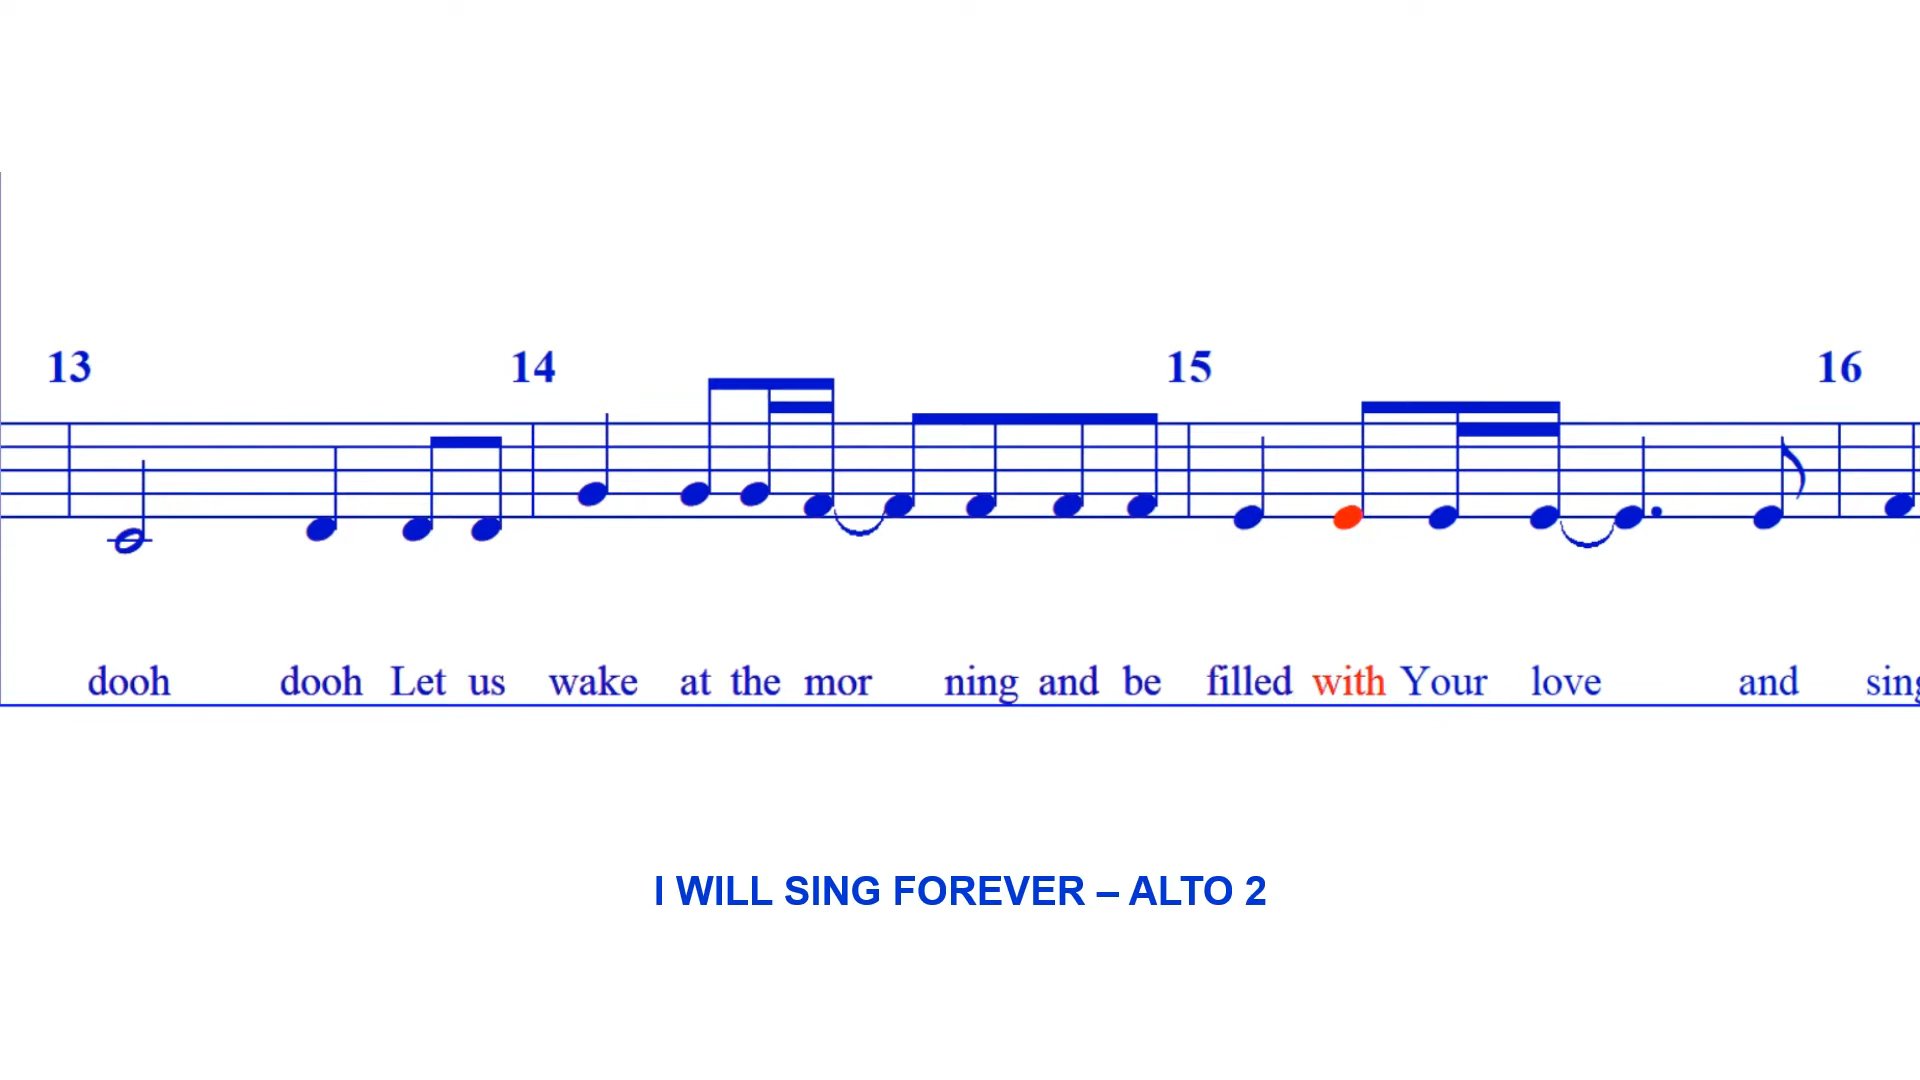 13 14 15 16
dooh dooh Let us wake at the mor ning and be filled with Your love and sing
I WILL SING FOREVER – ALTO 2